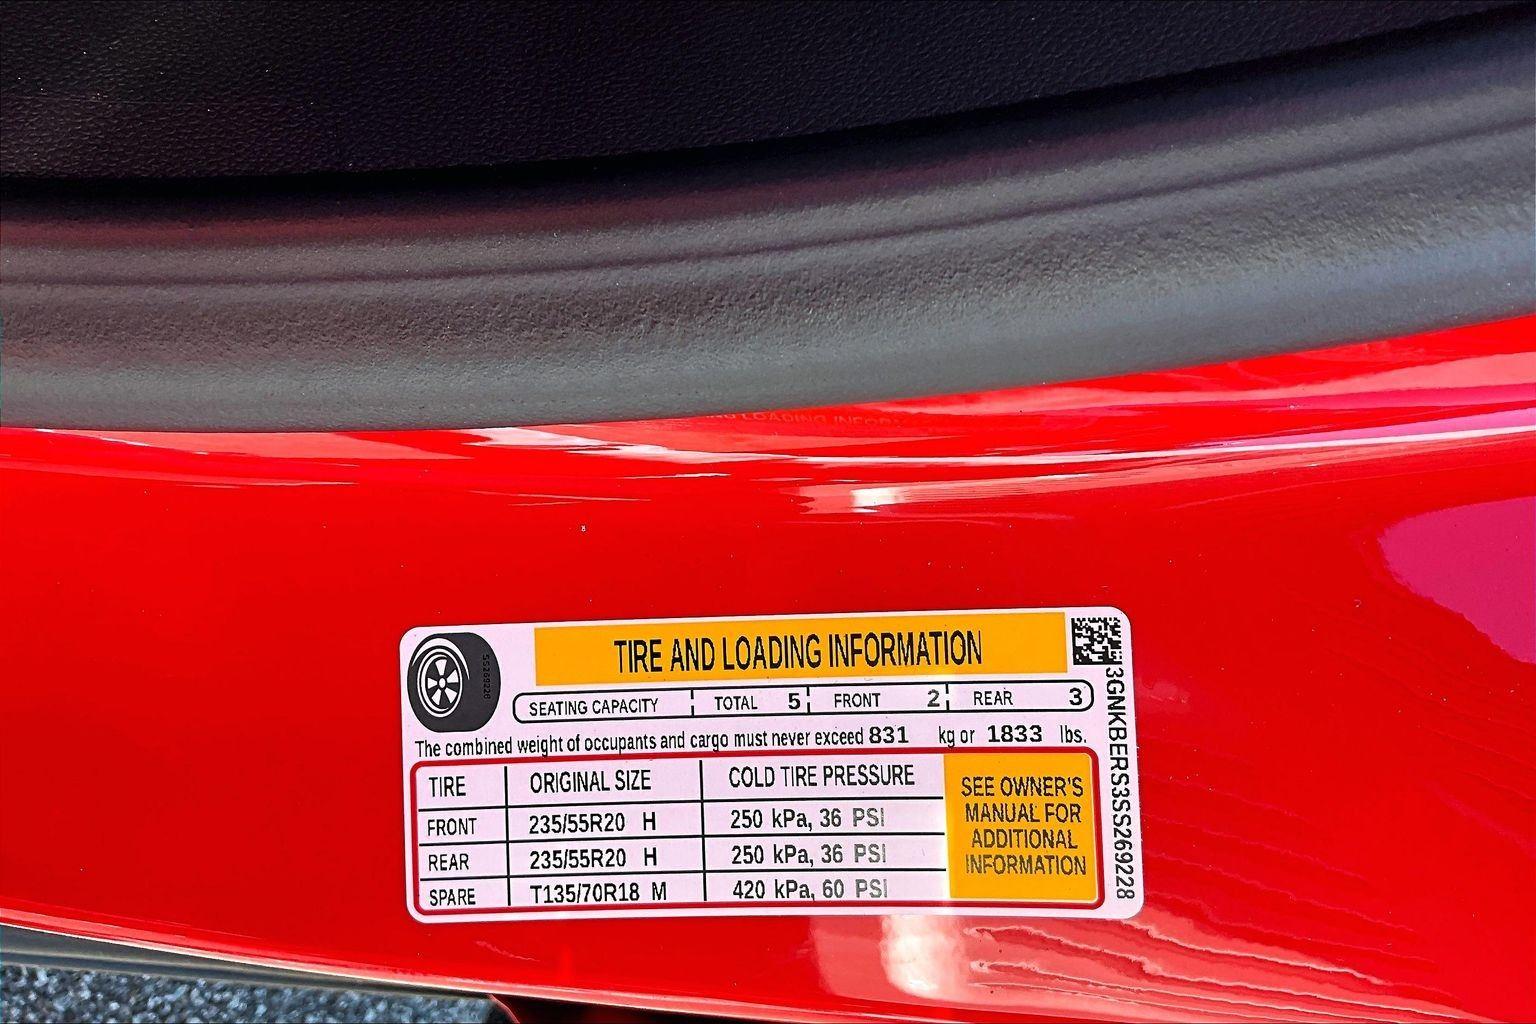 TIRE AND LOADING INFORMATION
SEATING CAPACITY TOTAL 5 FRONT 2 REAR 3
The combined weight of occupants and cargo must never exceed 831 kg or 1833 lbs.
TIRE ORIGINAL SIZE COLD TIRE PRESSURE
FRONT 235/55R20 H 250 kPa, 36 PSI
REAR 235/55R20 H 250 kPa, 36 PSI
SPARE T135/70R18 M 420 kPa, 60 PSI
SEE OWNER'S
MANUAL FOR
ADDITIONAL
INFORMATION
3GNKBERS3SS269228
SS269228